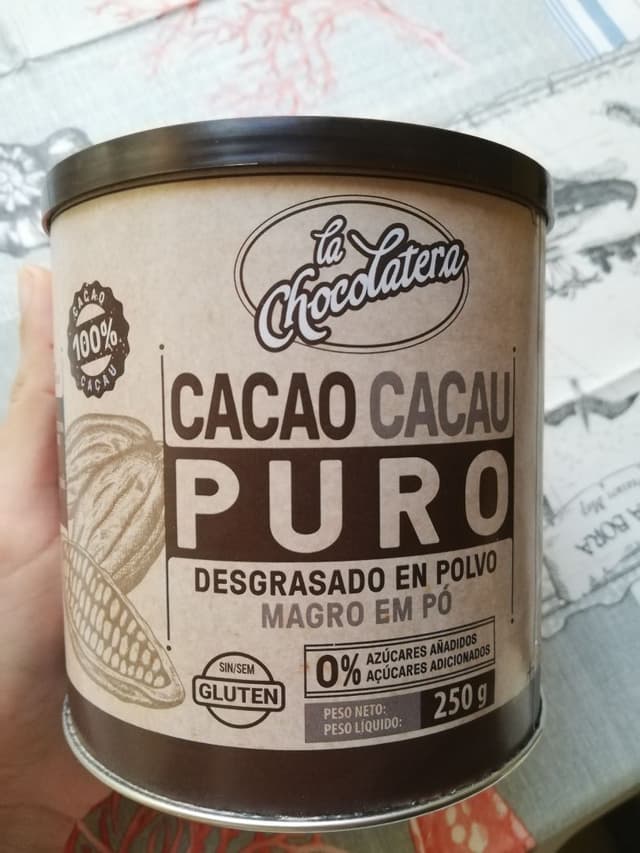 la
Chocolatera
CACAO
100%
CACAU
CACAO CACAU
PURO
DESGRASADO EN POLVO
MAGRO EM PÓ
SIN/SEM
GLUTEN
0% AZÚCARES AÑADIDOS
AÇÚCARES ADICIONADOS
PESO NETO:
PESO LÍQUIDO:
250 g
BORA